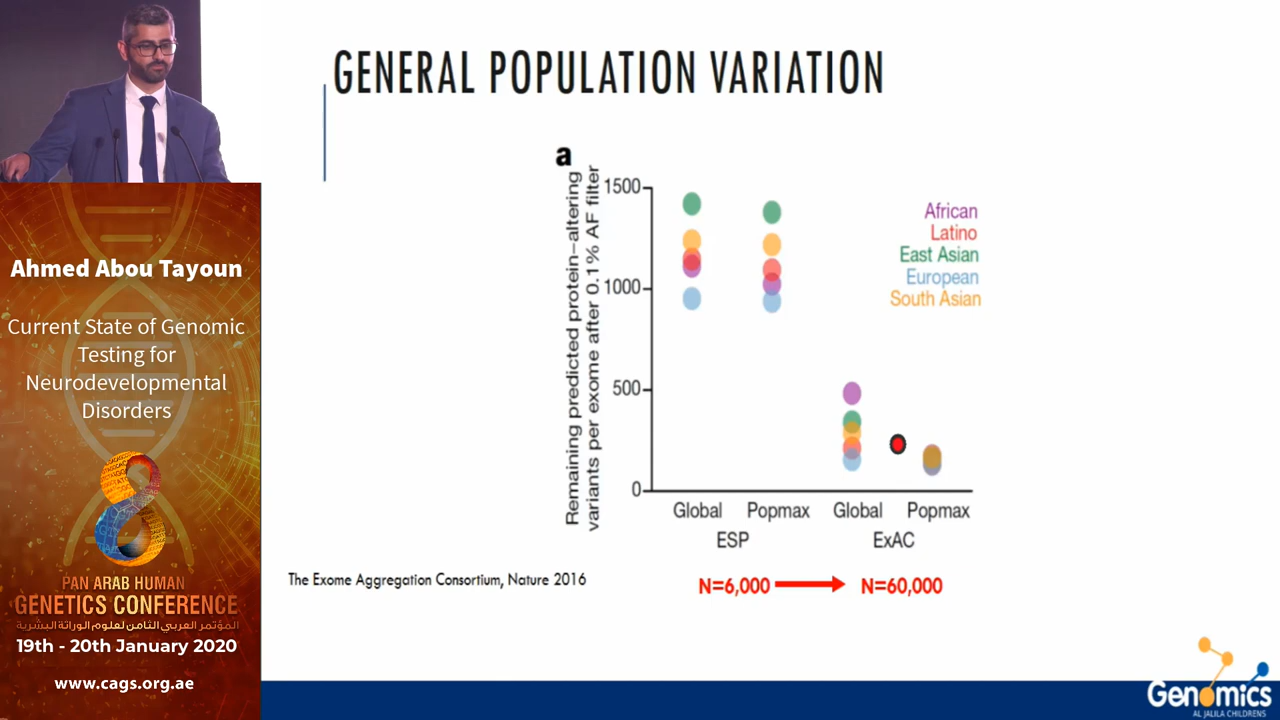 GENERAL POPULATION VARIATION
Ahmed Abou Tayoun
Current State of Genomic
Testing for
Neurodevelopmental
Disorders
PAN ARAB HUMAN
GENETICS CONFERENCE
المؤتمر العربي الثامن لعلوم الوراثة البشرية
19th - 20th January 2020
www.cags.org.ae
a
Remaining predicted protein-altering
variants per exome after 0.1% AF filter
1500
1000
500
0
African
Latino
East Asian
European
South Asian
Global
Popmax
Global
Popmax
ESP
ExAC
The Exome Aggregation Consortium, Nature 2016
N=6,000
N=60,000
Genomics
AL JALILA CHILDRENS